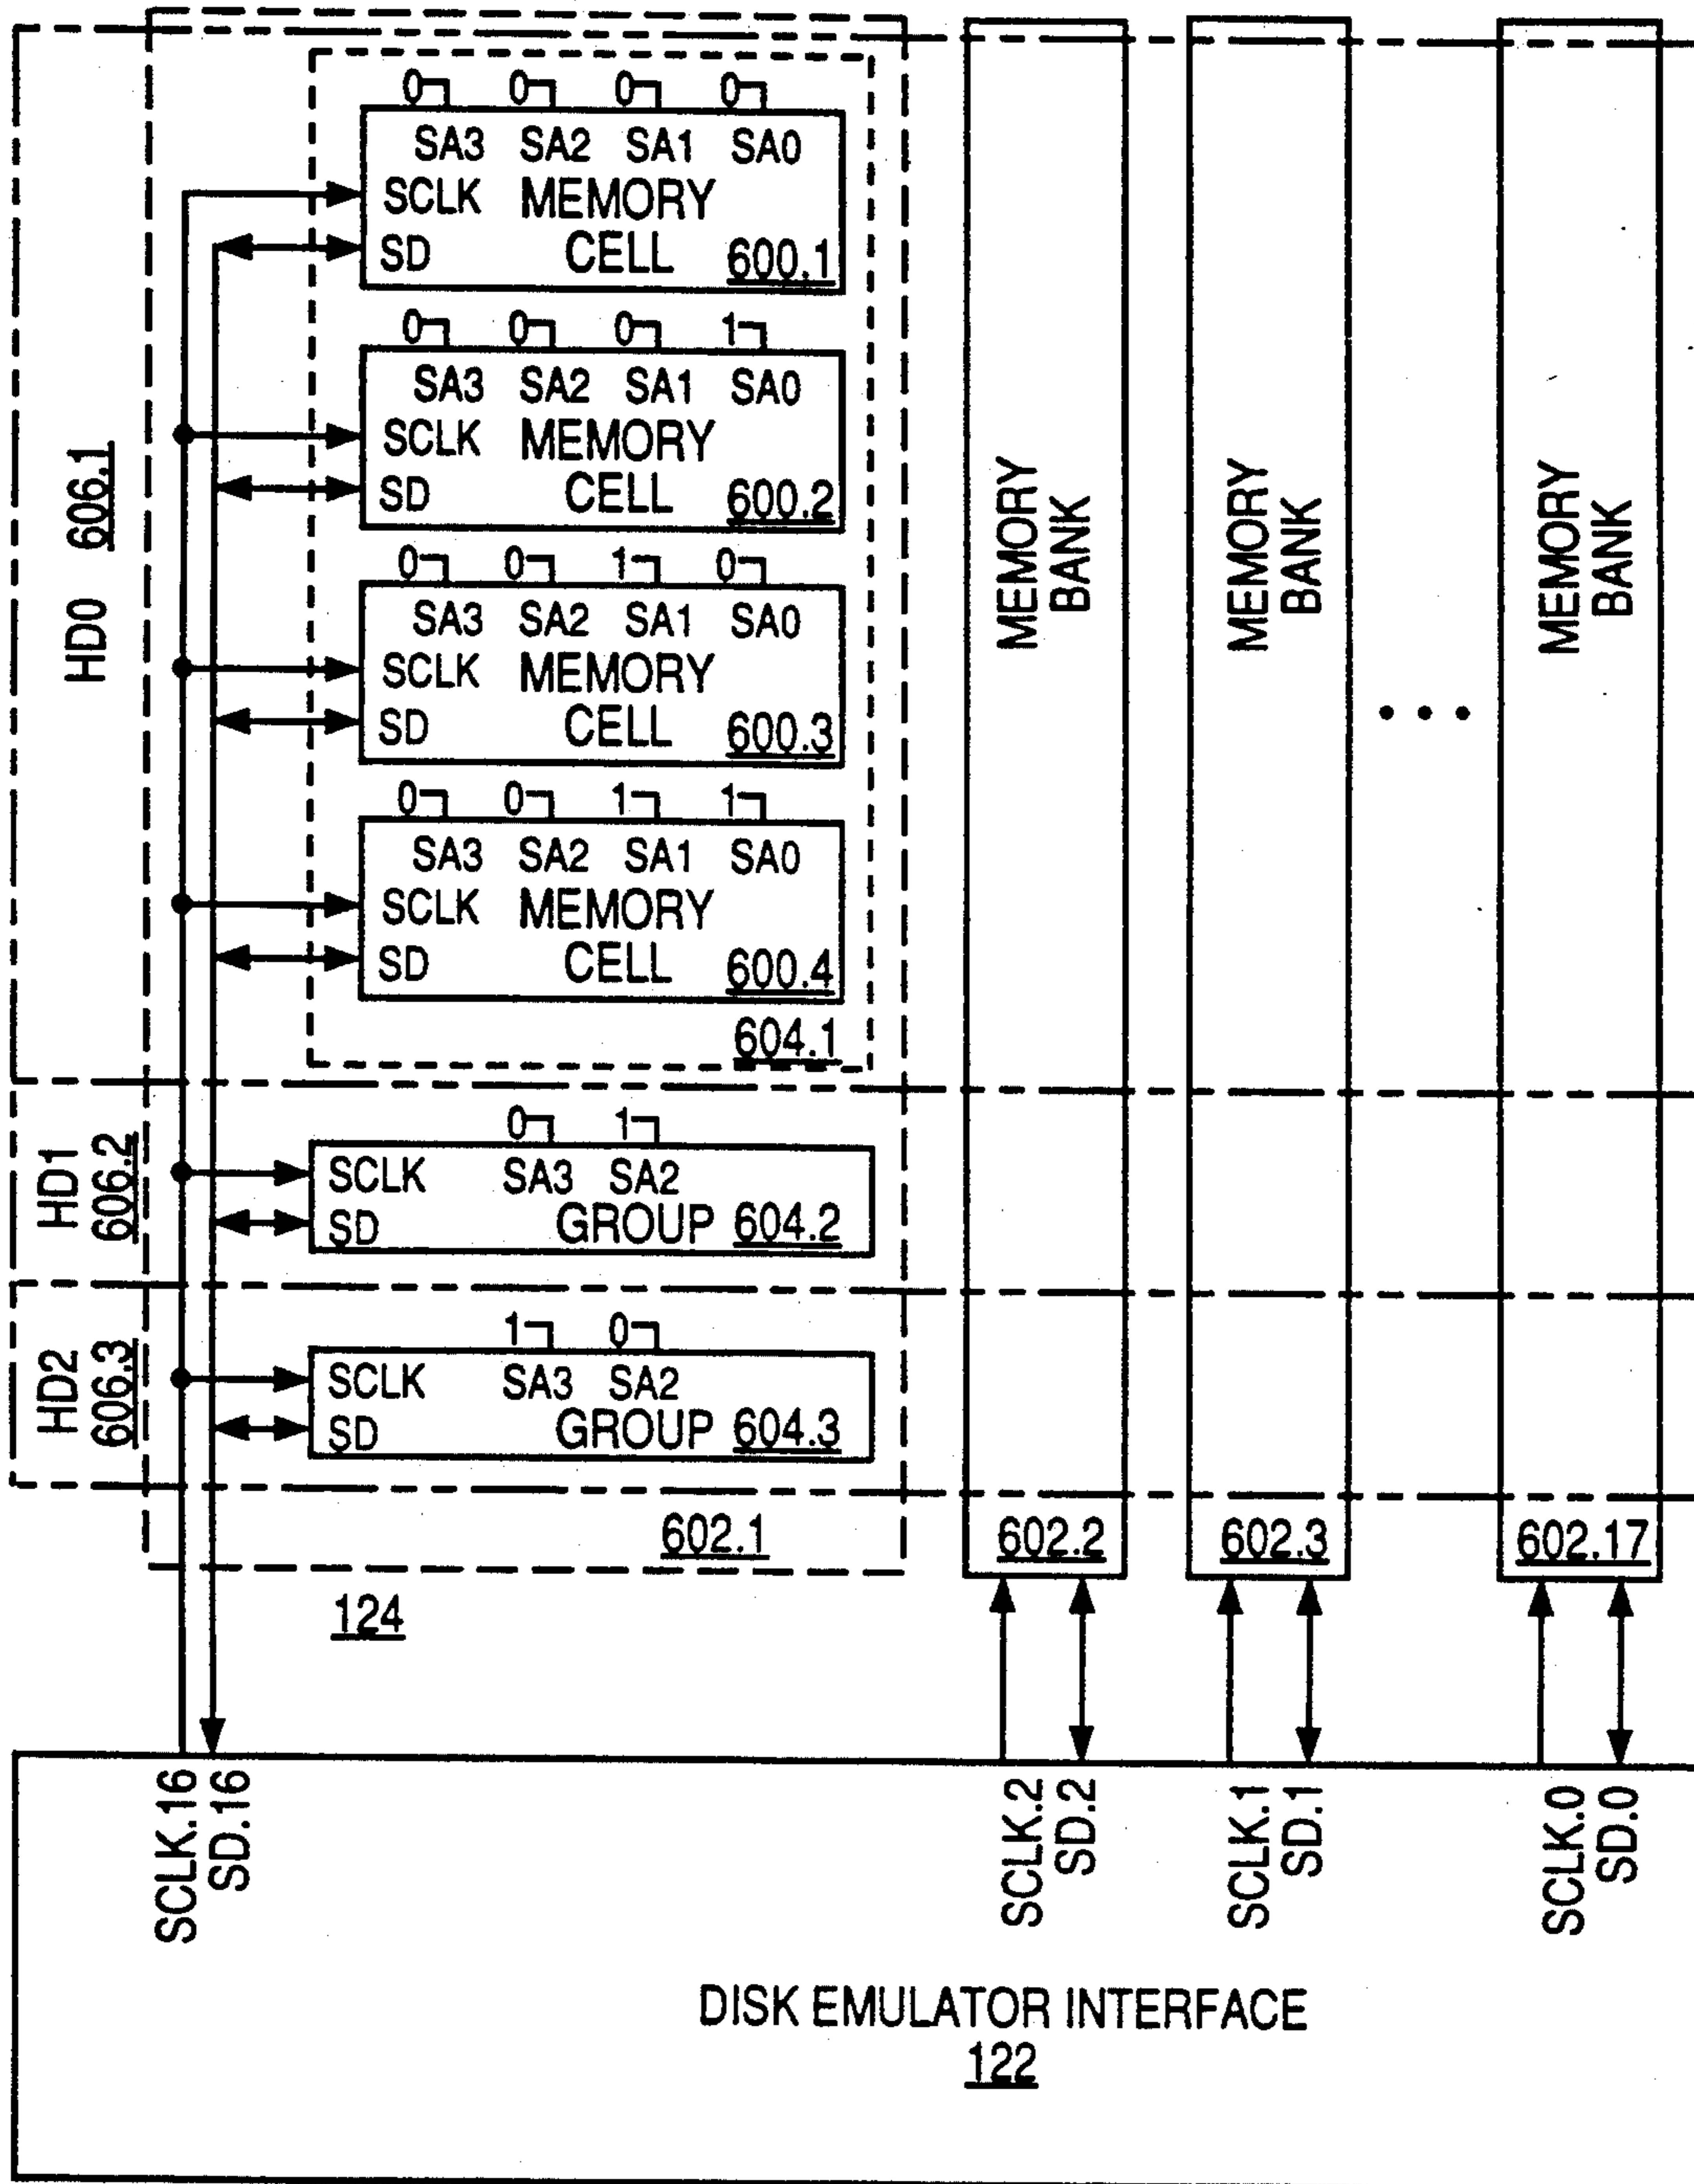 HD0 606.1
0 0 0 0
SA3 SA2 SA1 SA0
SCLK MEMORY
SD CELL 600.1
0 0 0 1
SA3 SA2 SA1 SA0
SCLK MEMORY
SD CELL 600.2
0 0 1 0
SA3 SA2 SA1 SA0
SCLK MEMORY
SD CELL 600.3
0 0 1 1
SA3 SA2 SA1 SA0
SCLK MEMORY
SD CELL 600.4
604.1
HD1
606.2
0 1
SCLK SA3 SA2
SD GROUP 604.2
HD2
606.3
1 0
SCLK SA3 SA2
SD GROUP 604.3
602.1
MEMORY
BANK
602.2
MEMORY
BANK
602.3
MEMORY
BANK
602.17
124
SCLK.16
SD.16
SCLK.2
SD.2
SCLK.1
SD.1
SCLK.0
SD.0
DISK EMULATOR INTERFACE
122